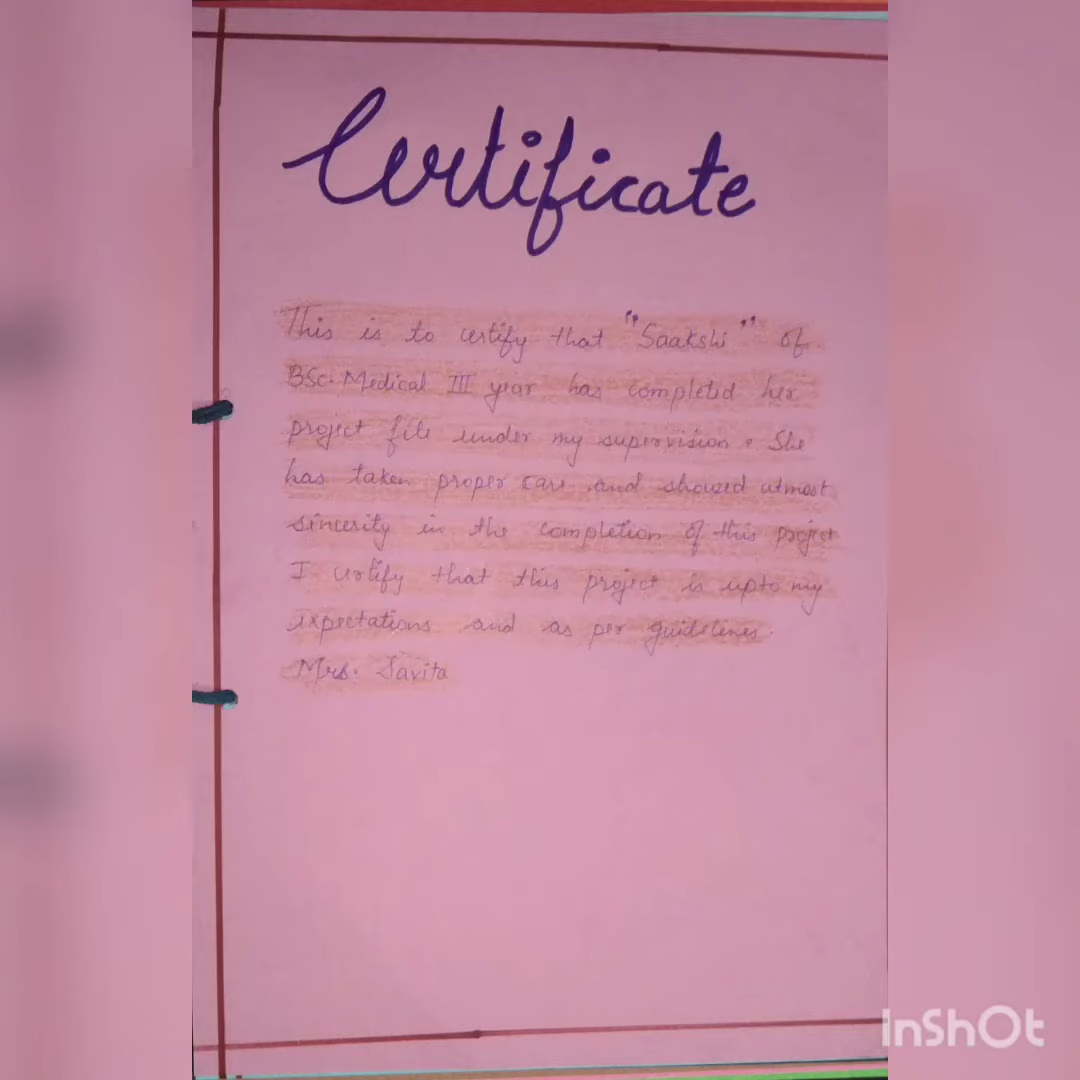 Certificate
This is to certify that "Saakshi" of
BSc. Medical III year has completed her
project file under my supervision. She
has taken proper care and showed utmost
sincerity in the completion of this project
I certify that this project is upto my
expectations and as per guidelines.
Mrs. Savita
InShOt